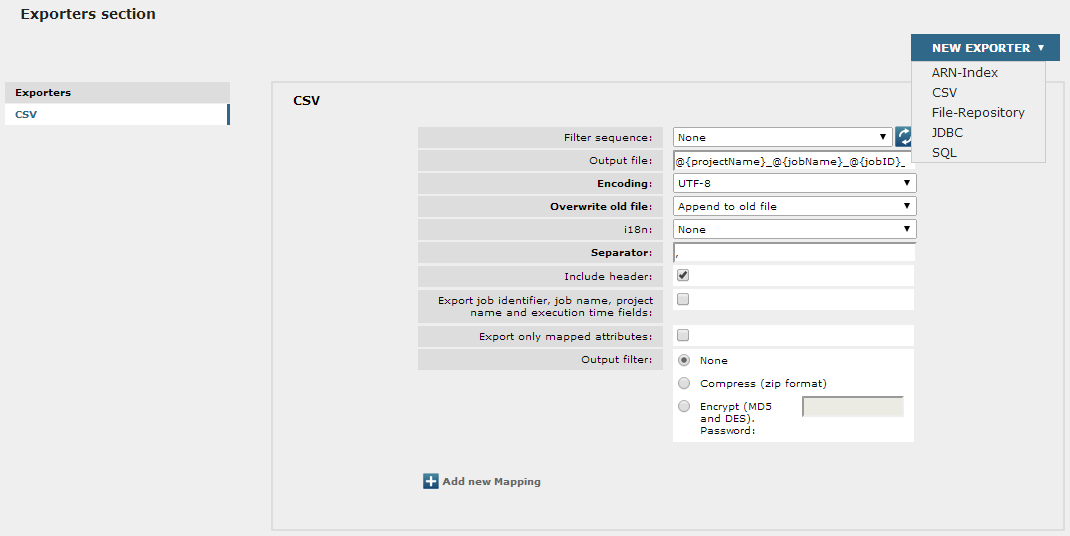 Exporters section
NEW EXPORTER ▼
ARN-Index
CSV
File-Repository
JDBC
SQL
Exporters
CSV
CSV
Filter sequence: None
Output file: @{projectName}_@{jobName}_@{jobID}_
Encoding: UTF-8
Overwrite old file: Append to old file
i18n: None
Separator: ,
Include header:
Export job identifier, job name, project
name and execution time fields:
Export only mapped attributes:
Output filter: None
Compress (zip format)
Encrypt (MD5
and DES).
Password:
Add new Mapping